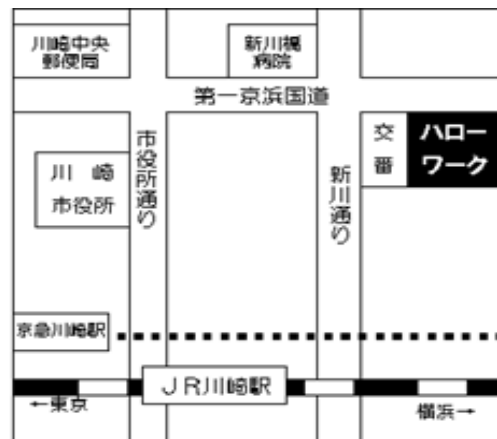 川崎中央
郵便局
新川橋
病院
第一京浜国道
交番
ハロー
ワーク
市役所通り
新川通り
川崎
市役所
京急川崎駅
JR川崎駅
←東京
横浜→